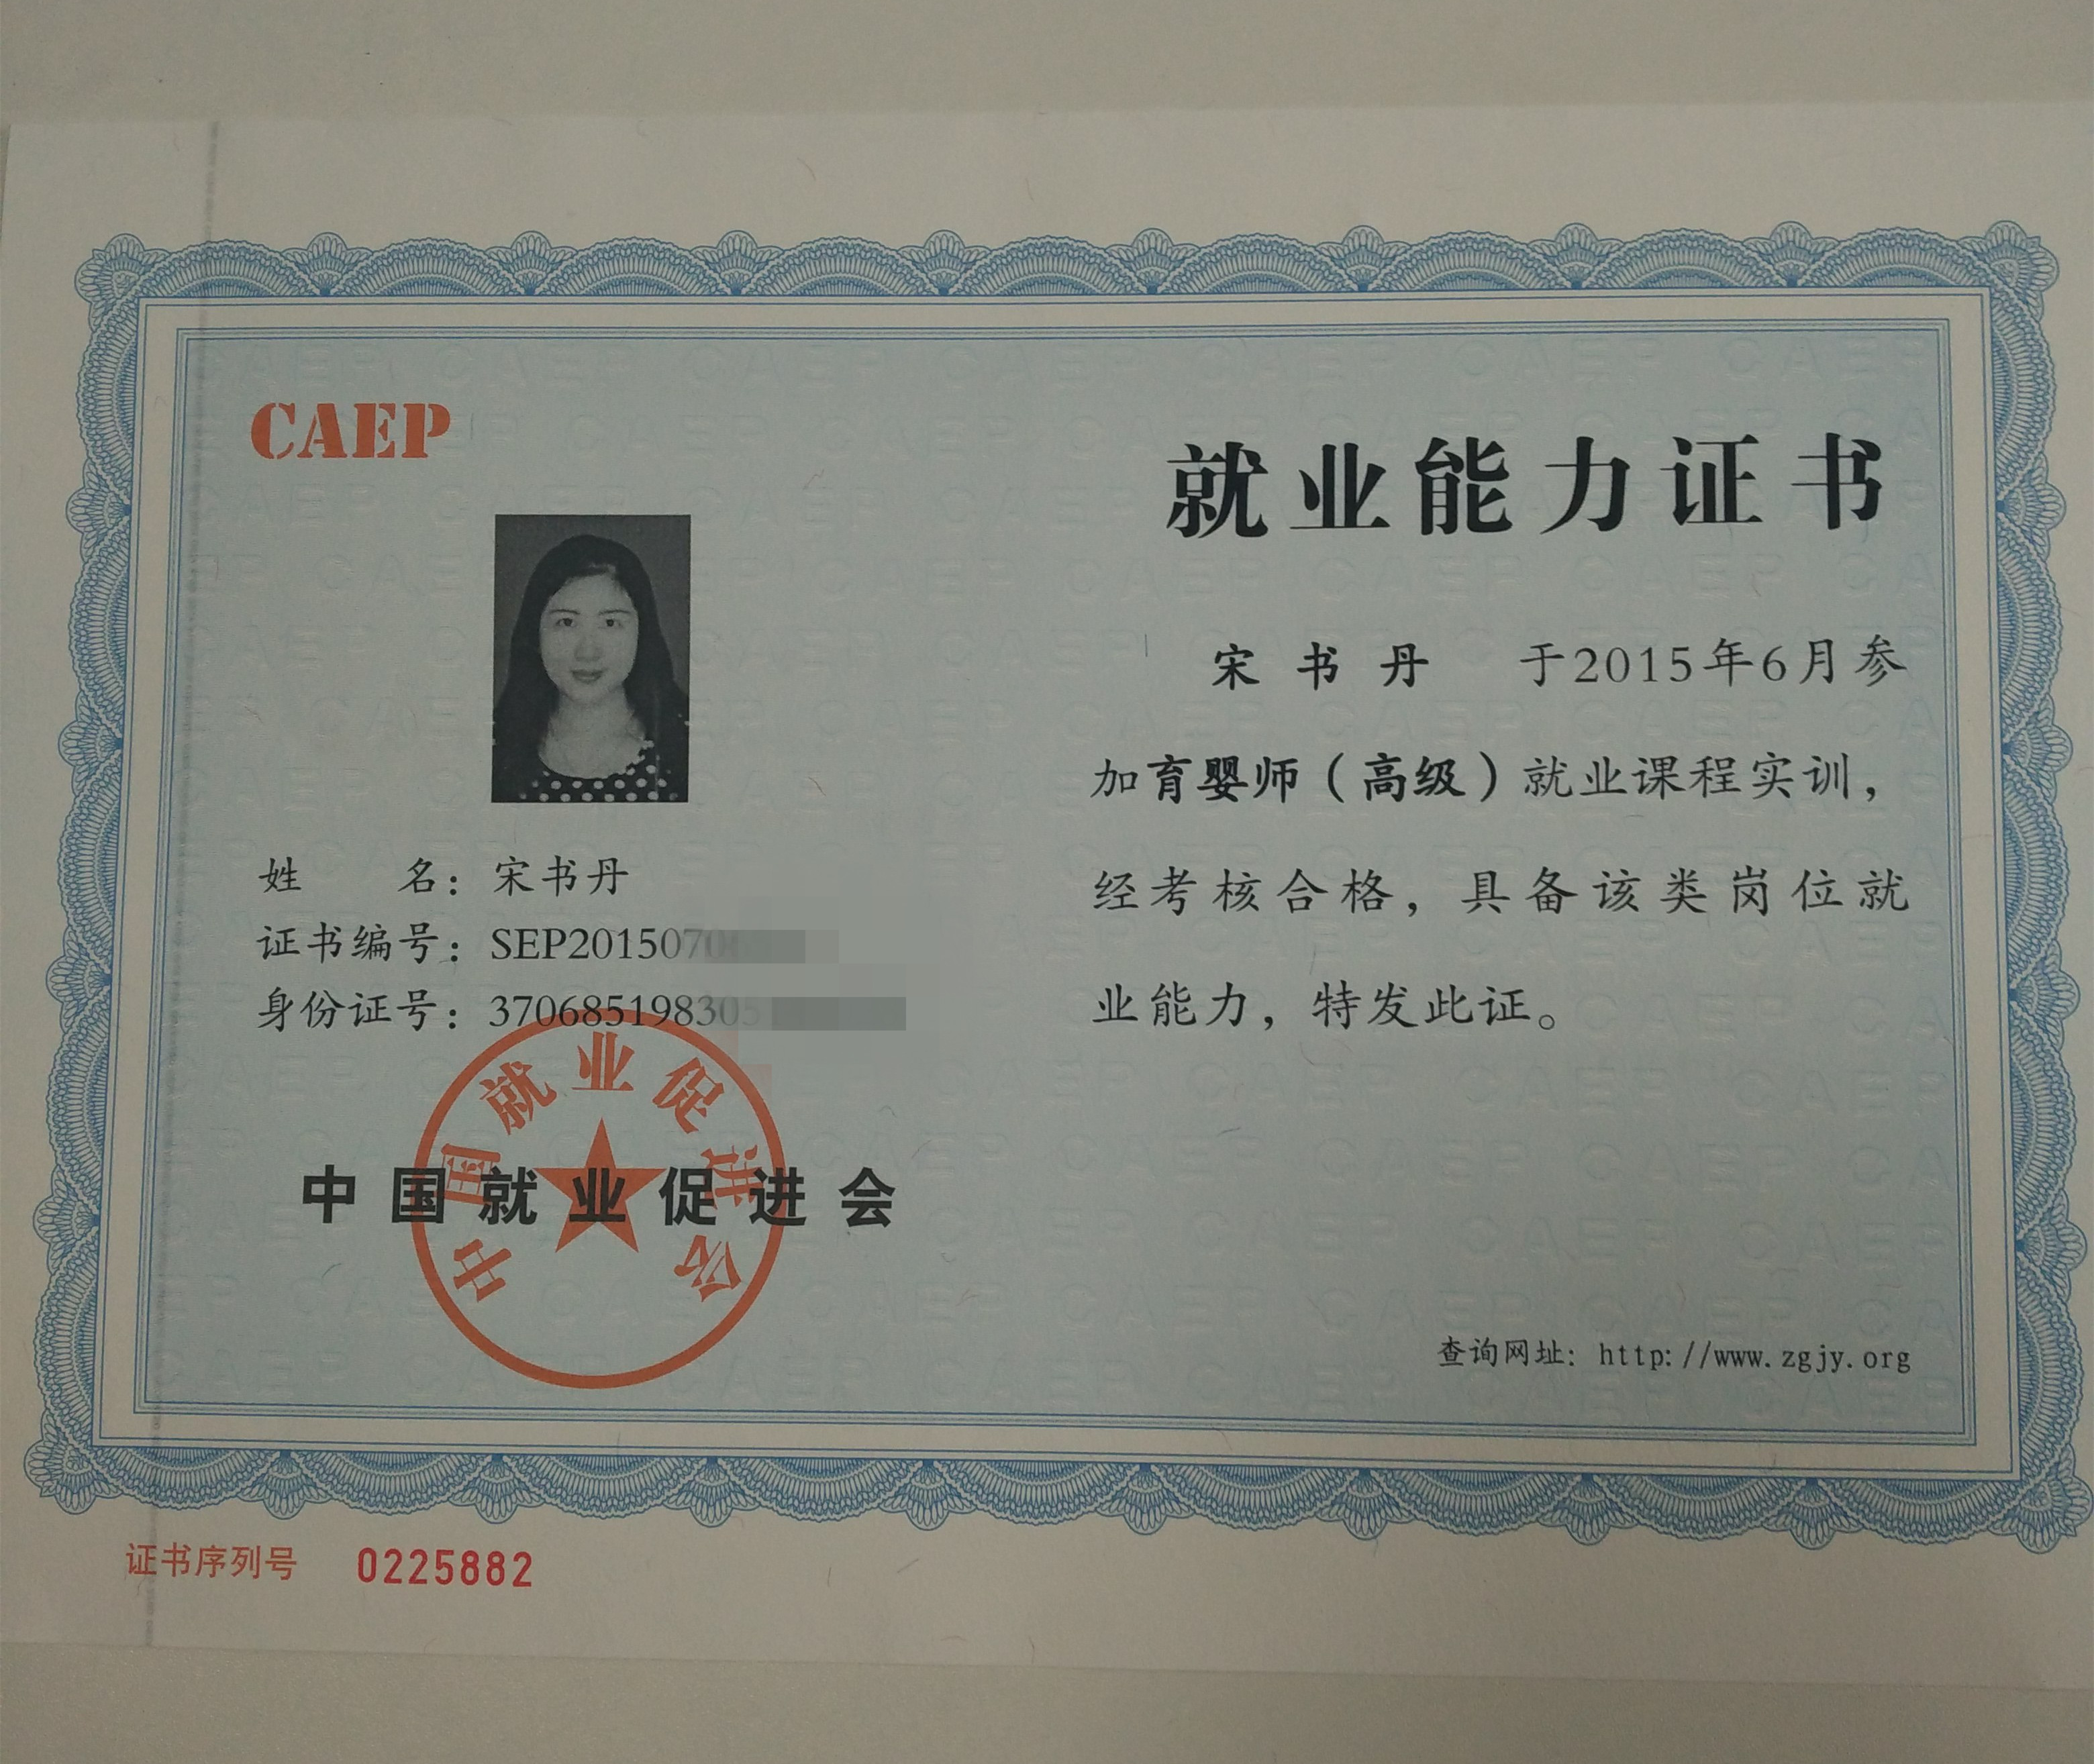 CAEP
姓 名：宋书丹
证书编号：SEP2015070
身份证号：37068519830
中国就业促进会
中国就业促进会
就业能力证书
宋书丹 于2015年6月参
加育婴师（高级）就业课程实训，
经考核合格，具备该类岗位就
业能力，特发此证。
查询网址：http://www.zgjy.org
证书序列号 0225882